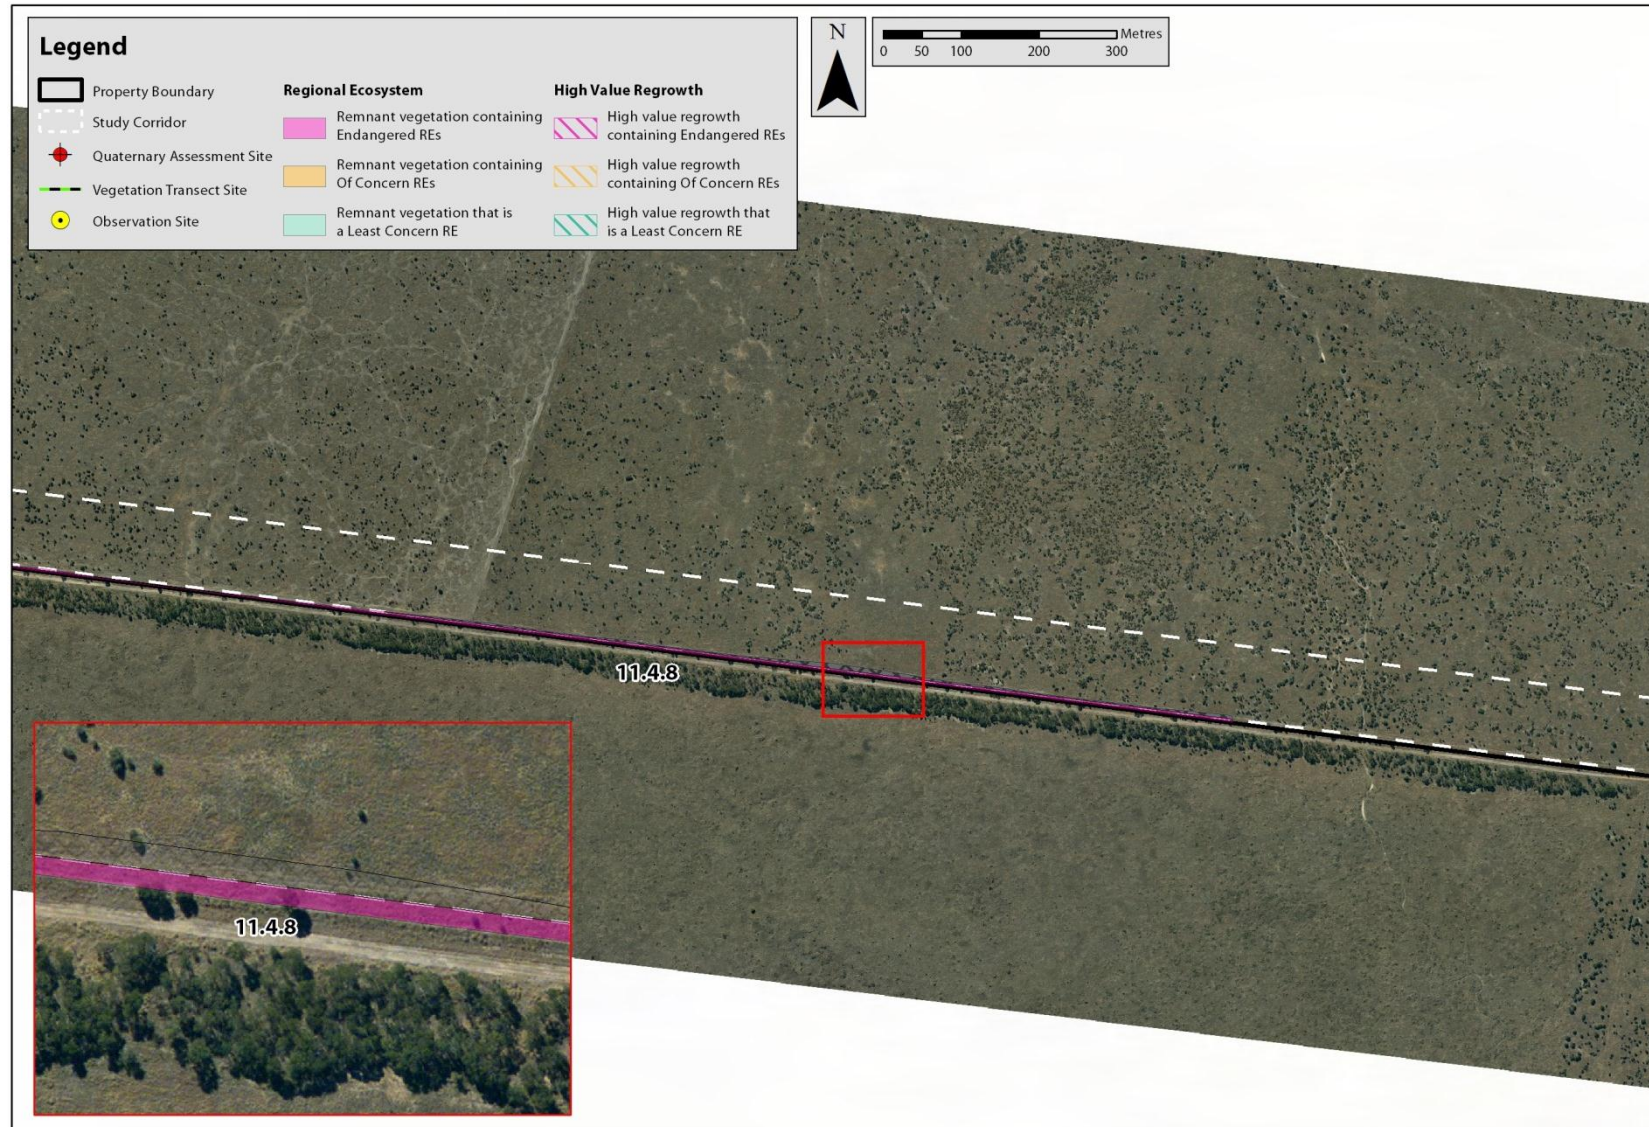 Legend
Property Boundary
Study Corridor
Quaternary Assessment Site
Vegetation Transect Site
Observation Site
Regional Ecosystem
Remnant vegetation containing
Endangered REs
Remnant vegetation containing
Of Concern REs
Remnant vegetation that is
a Least Concern RE
High Value Regrowth
High value regrowth
containing Endangered REs
High value regrowth
containing Of Concern REs
High value regrowth that
is a Least Concern RE
N
Metres
0 50 100 200 300
11.4.8
11.4.8